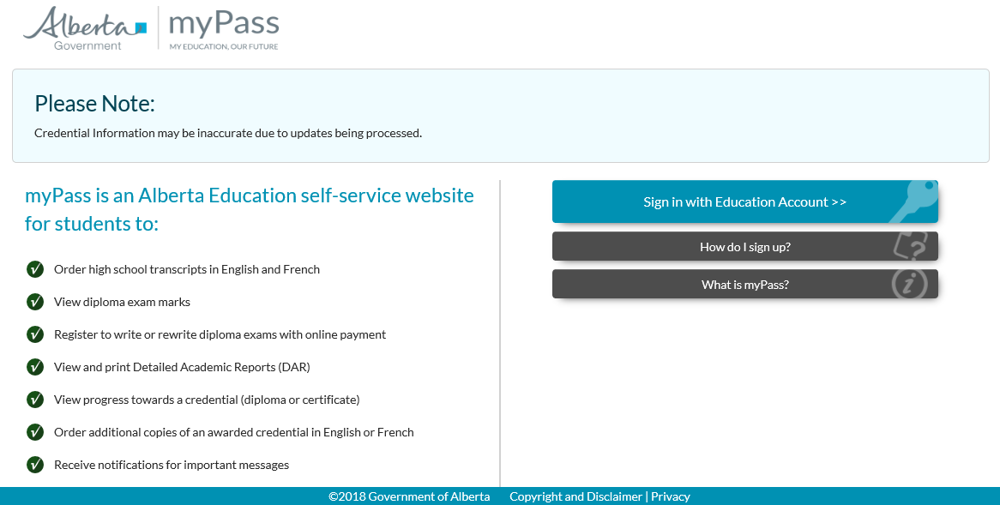 Alberta
Government
myPass
MY EDUCATION, OUR FUTURE
Please Note:
Credential Information may be inaccurate due to updates being processed.
myPass is an Alberta Education self-service website
for students to:
Order high school transcripts in English and French
View diploma exam marks
Register to write or rewrite diploma exams with online payment
View and print Detailed Academic Reports (DAR)
View progress towards a credential (diploma or certificate)
Order additional copies of an awarded credential in English or French
Receive notifications for important messages
Sign in with Education Account >>
How do I sign up?
What is myPass?
©2018 Government of Alberta Copyright and Disclaimer | Privacy